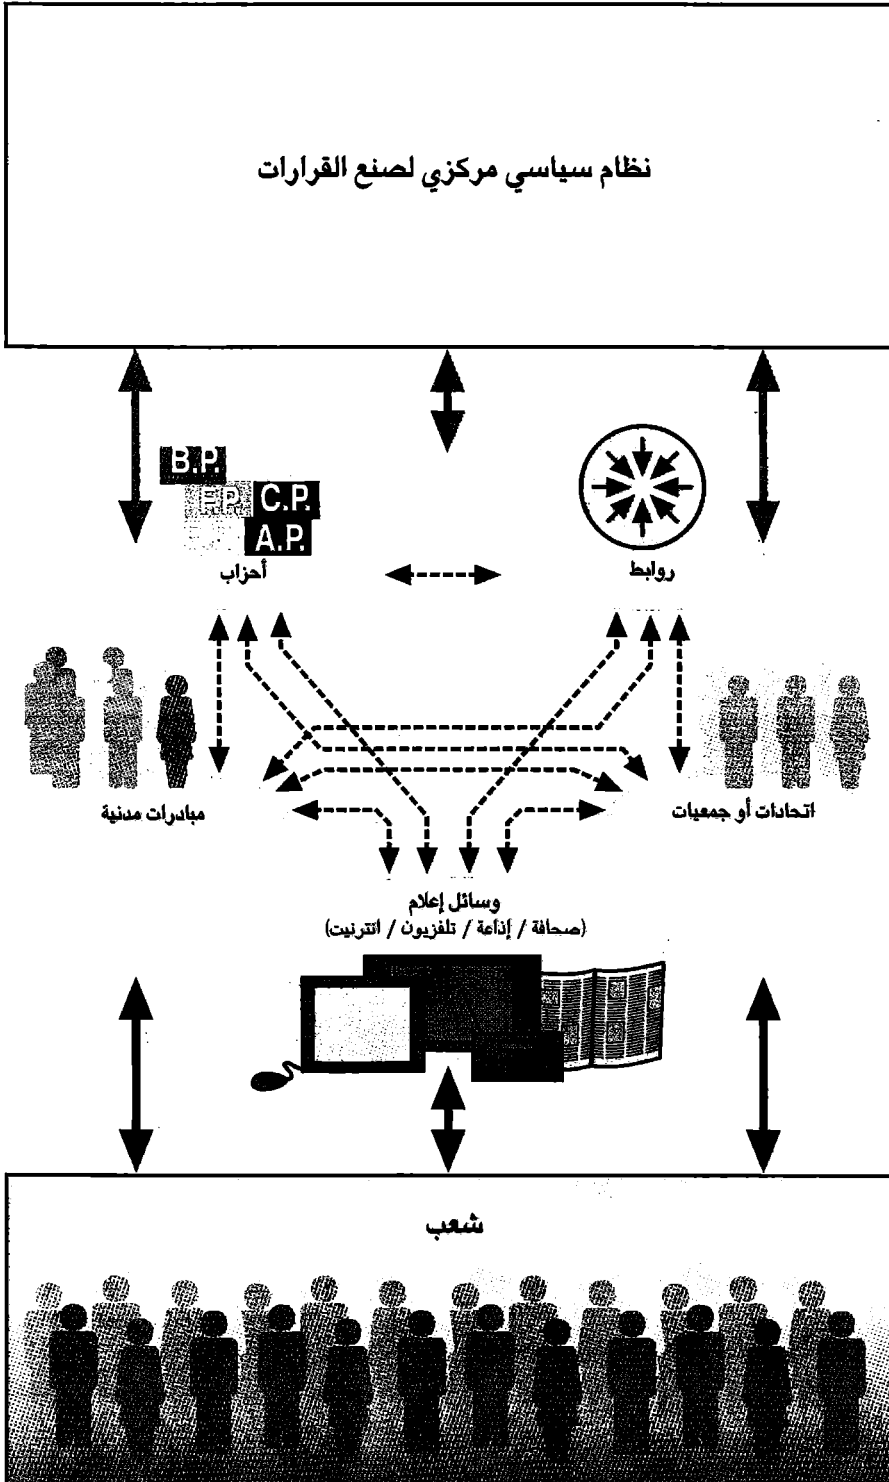 نظام سياسي مركزي لصنع القرارات
B.P.
F.P. C.P.
A.P.
أحزاب
روابط
مبادرات مدنية
اتحادات أو جمعيات
وسائل إعلام
(صحافة / إذاعة / تلفزيون / انترنيت)
شعب